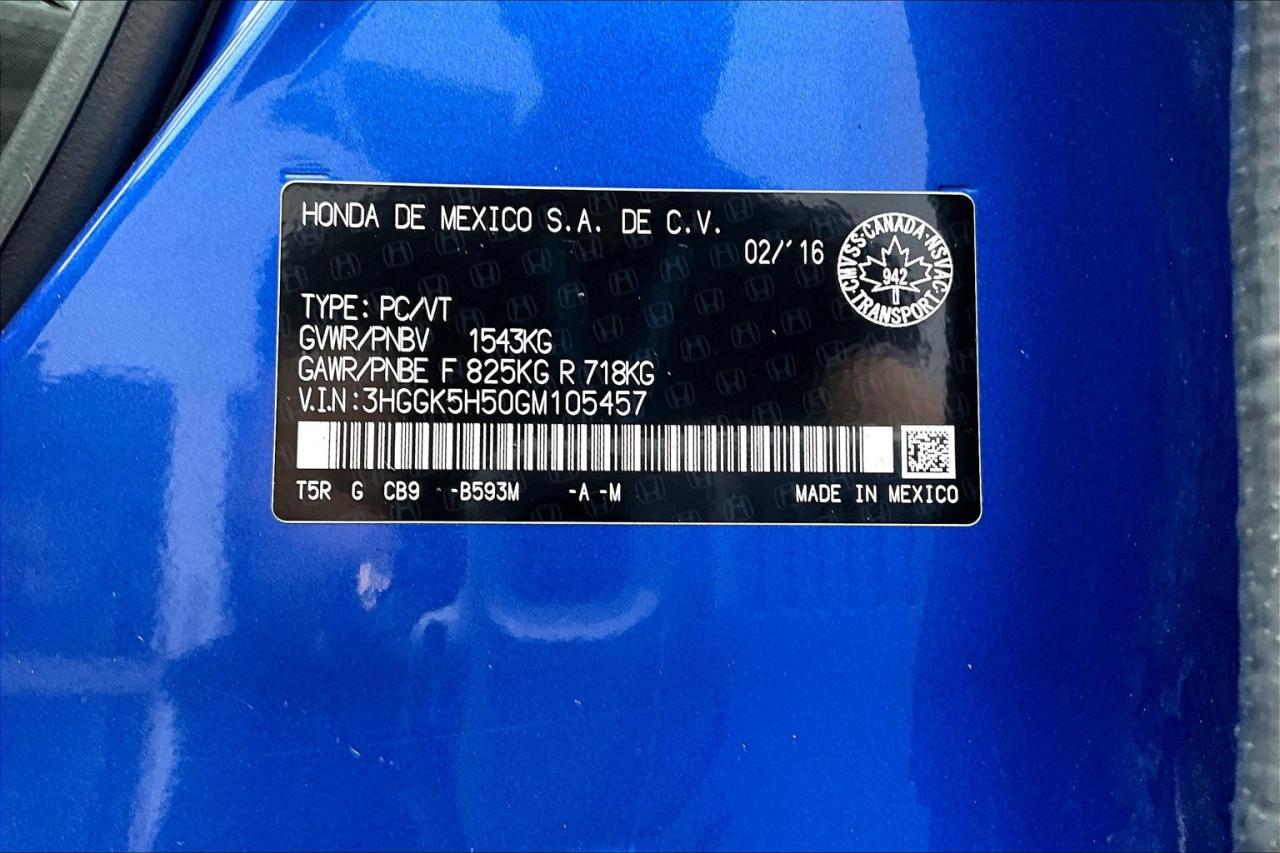 HONDA DE MEXICO S.A. DE C.V.
02/'16
CMVSS·CANADA·NSVAC
942
·TRANSPORT·
TYPE: PC/VT
GVWR/PNBV 1543KG
GAWR/PNBE F 825KG R 718KG
V.I.N :3HGGK5H50GM105457
T5R G CB9 -B593M -A -M
MADE IN MEXICO